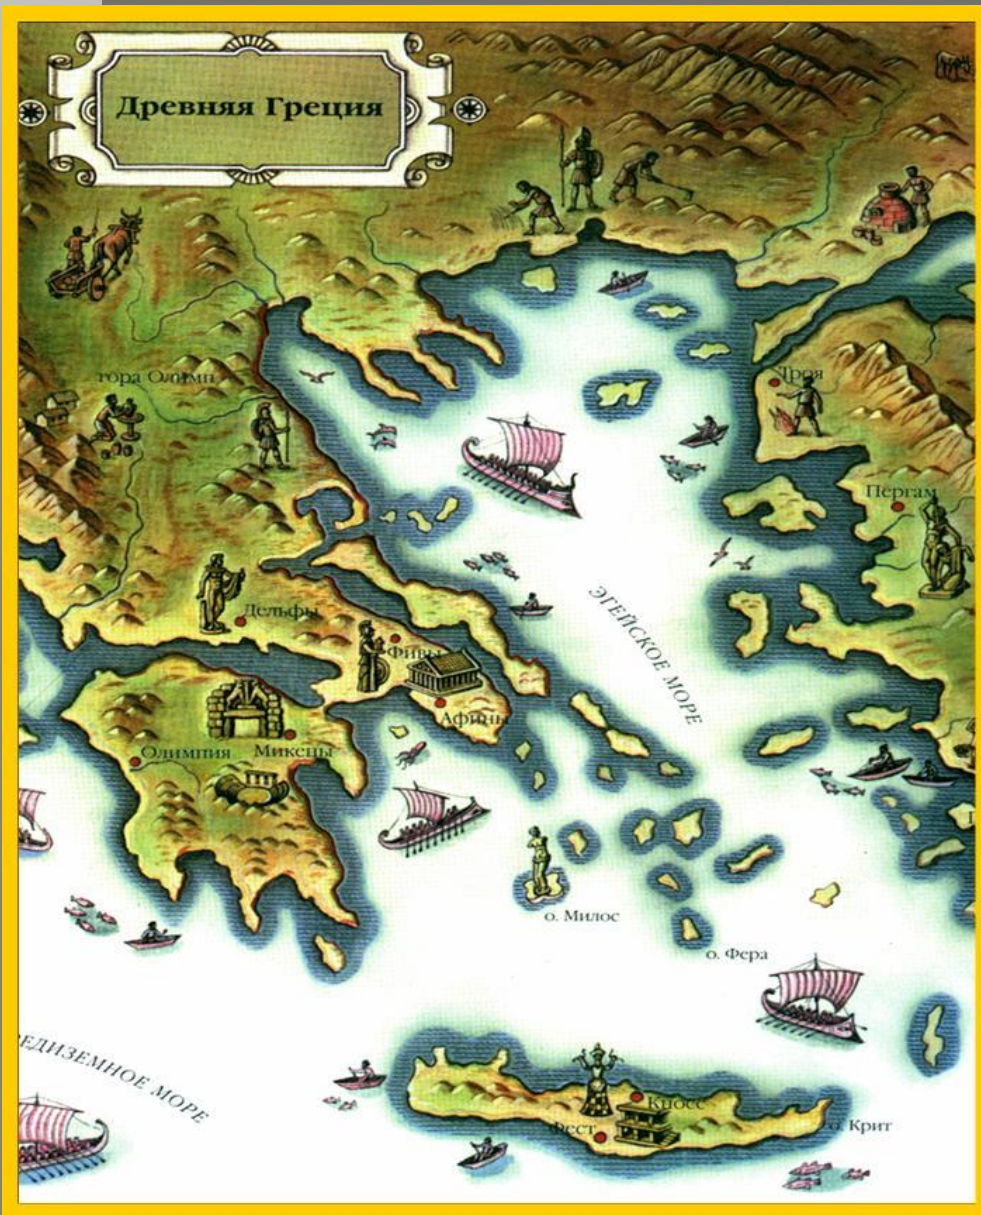 Древняя Греция
гора Олимп
Троя
Пергам
ЭГЕЙСКОЕ МОРЕ
Дельфы
Фивы
Афины
Олимпия
Микены
о. Милос
о. Фера
РЕДИЗЕМНОЕ МОРЕ
Кносс
Фест
о. Крит